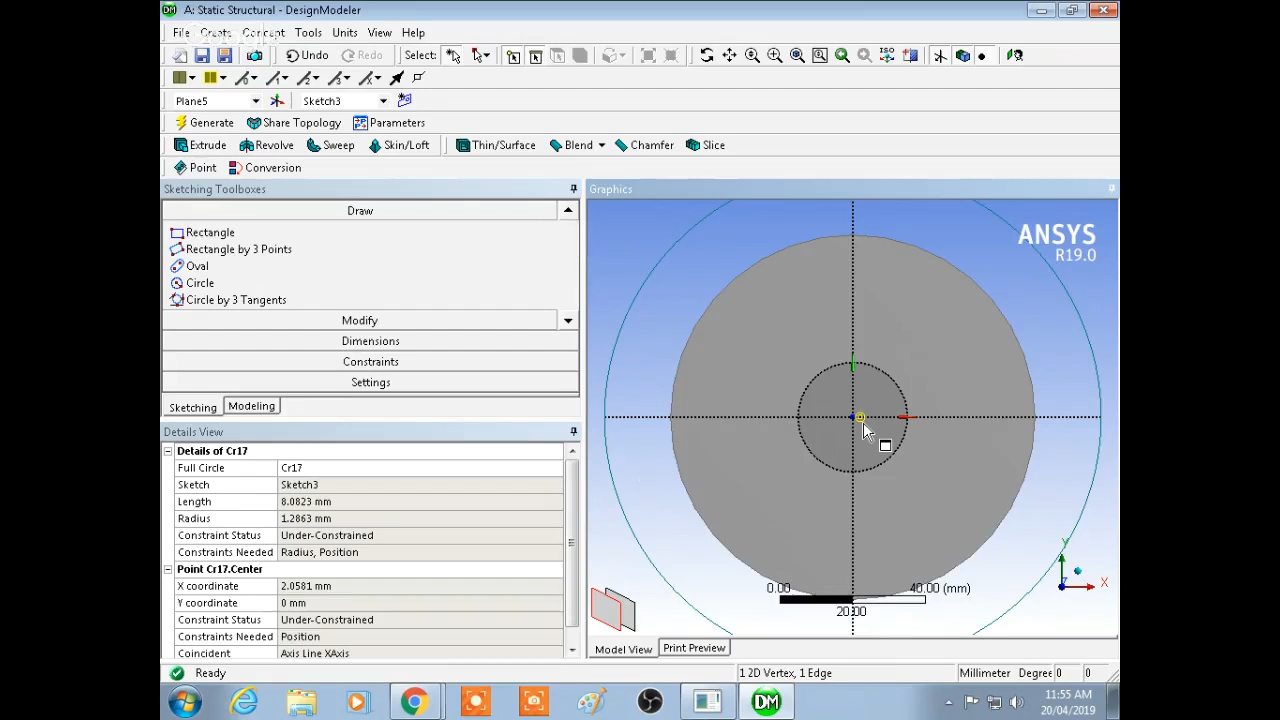 A: Static Structural - DesignModeler
File Create Concept Tools Units View Help
Undo Redo Select:
Plane5 Sketch3
Generate Share Topology Parameters
Extrude Revolve Sweep Skin/Loft Thin/Surface Blend Chamfer Slice
Point Conversion
Sketching Toolboxes
Draw
Rectangle
Rectangle by 3 Points
Oval
Circle
Circle by 3 Tangents
Modify
Dimensions
Constraints
Settings
Sketching Modeling
Details View
Details of Cr17
Full Circle Cr17
Sketch Sketch3
Length 8.0823 mm
Radius 1.2863 mm
Constraint Status Under-Constrained
Constraints Needed Radius, Position
Point Cr17.Center
X coordinate 2.0581 mm
Y coordinate 0 mm
Constraint Status Under-Constrained
Constraints Needed Position
Coincident Axis Line XAxis
Graphics
ANSYS
R19.0
Y
X
Z
0.00 40.00 (mm)
20.00
Model View Print Preview
Ready 1 2D Vertex, 1 Edge Millimeter Degree 0 0
DM
11:55 AM
20/04/2019